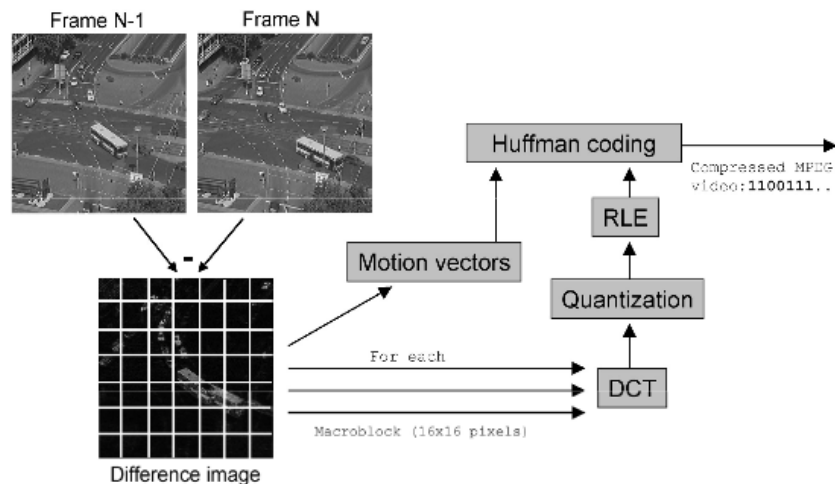 Frame N-1
Frame N
-
Huffman coding
Compressed MPDG
video:1100111..
RLE
Motion vectors
Quantization
For each
DCT
Macroblock (16x16 pixels)
Difference image